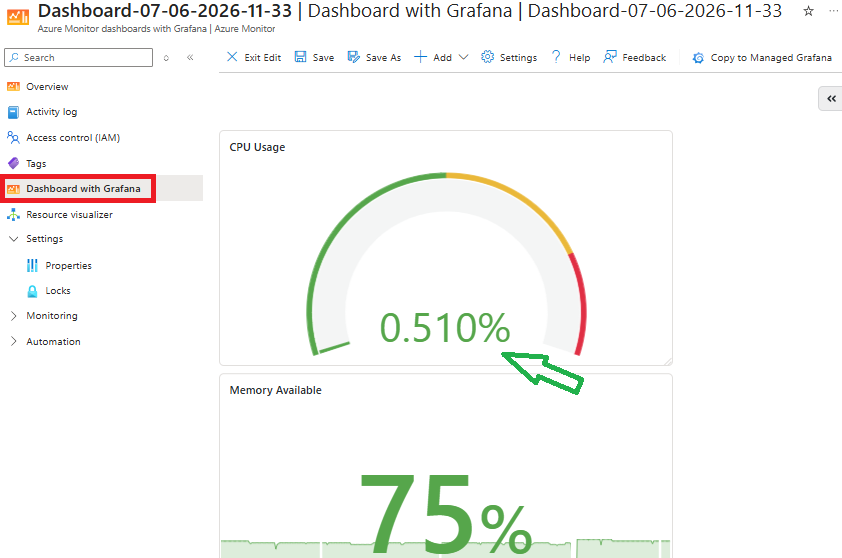 Dashboard-07-06-2026-11-33 | Dashboard with Grafana | Dashboard-07-06-2026-11-33
Azure Monitor dashboards with Grafana | Azure Monitor
Search
Exit Edit Save Save As Add Settings Help Feedback Copy to Managed Grafana
Overview
Activity log
Access control (IAM)
Tags
Dashboard with Grafana
Resource visualizer
Settings
Properties
Locks
Monitoring
Automation
CPU Usage
0.510%
Memory Available
75%